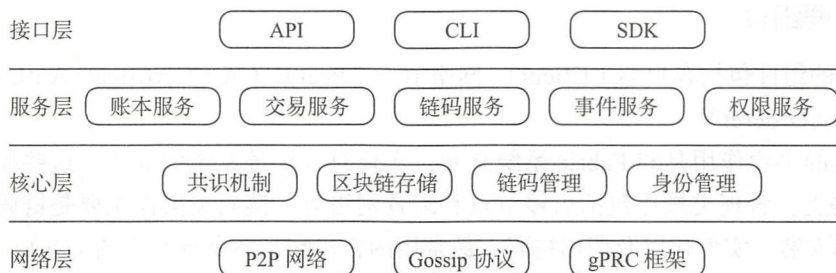 接口层 API CLI SDK
服务层 账本服务 交易服务 链码服务 事件服务 权限服务
核心层 共识机制 区块链存储 链码管理 身份管理
网络层 P2P 网络 Gossip 协议 gPRC 框架